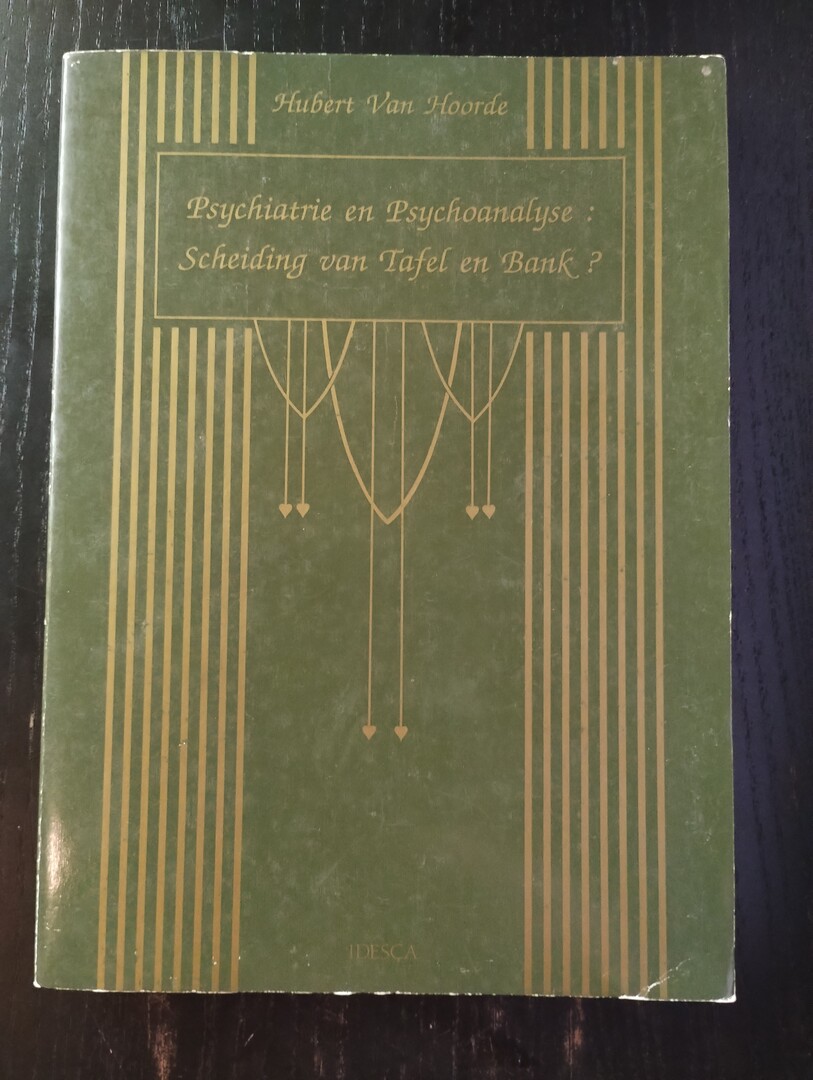 Hubert Van Hoorde
Psychiatrie en Psychoanalyse :
Scheiding van Tafel en Bank ?
IDESÇA